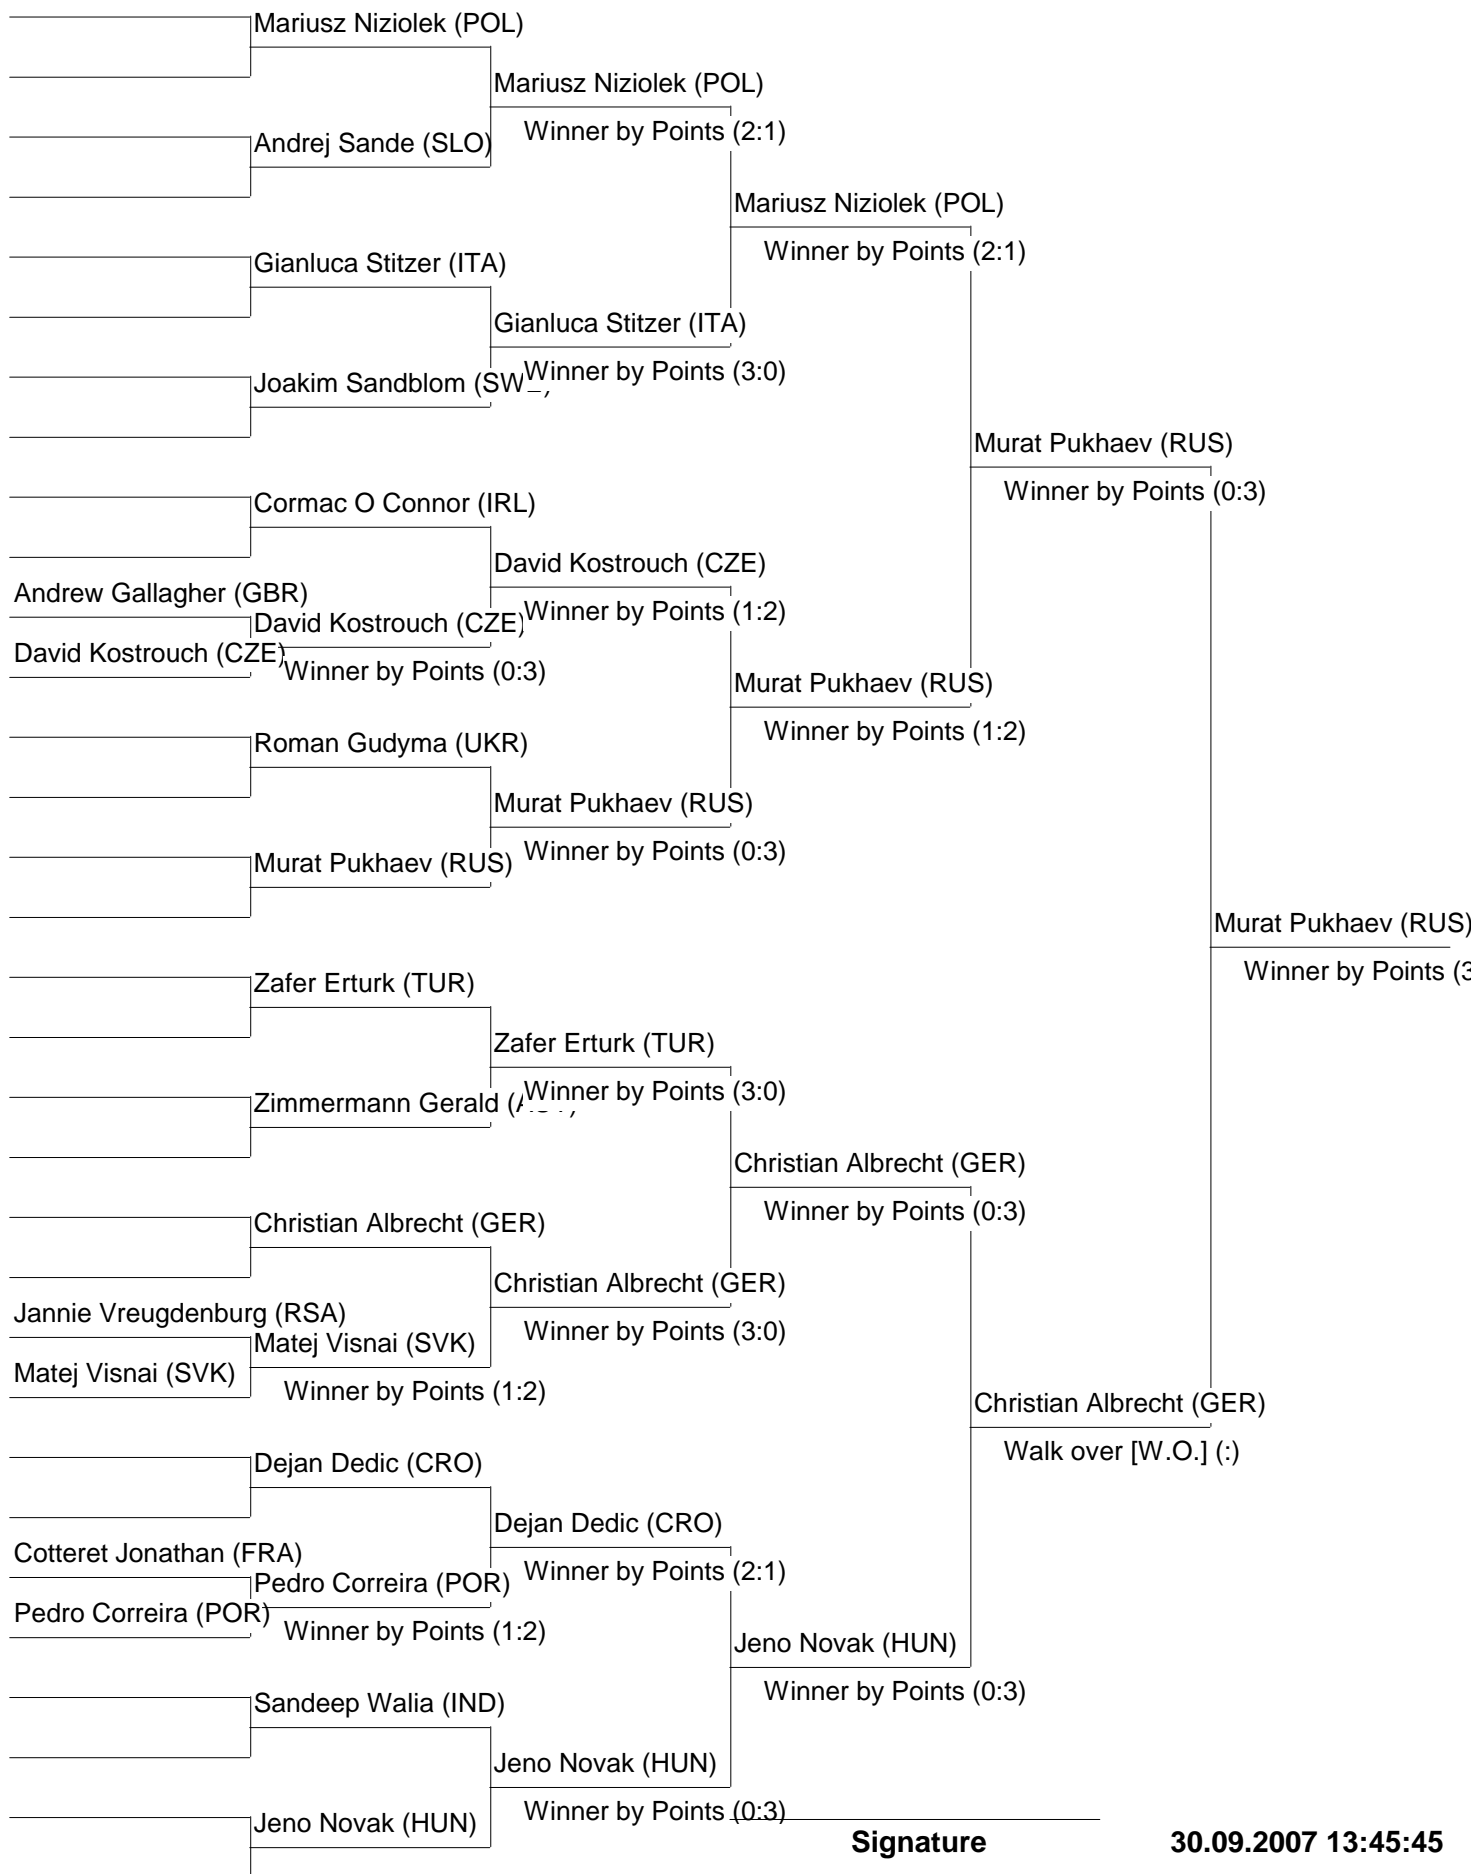 Mariusz Niziolek (POL)
Mariusz Niziolek (POL)
Winner by Points (2:1)
Andrej Sande (SLO)
Mariusz Niziolek (POL)
Winner by Points (2:1)
Gianluca Stitzer (ITA)
Gianluca Stitzer (ITA)
Winner by Points (3:0)
Joakim Sandblom
Murat Pukhaev (RUS)
Winner by Points (0:3)
Cormac O Connor (IRL)
David Kostrouch (CZE)
Winner by Points (1:2)
Andrew Gallagher (GBR)
David Kostrouch (CZE)
David Kostrouch (CZE)
Winner by Points (0:3)
Murat Pukhaev (RUS)
Winner by Points (1:2)
Roman Gudyma (UKR)
Murat Pukhaev (RUS)
Winner by Points (0:3)
Murat Pukhaev (RUS)
Murat Pukhaev (RUS)
Winner by Points (3
Zafer Erturk (TUR)
Zafer Erturk (TUR)
Winner by Points (3:0)
Zimmermann Gerald
Christian Albrecht (GER)
Winner by Points (0:3)
Christian Albrecht (GER)
Christian Albrecht (GER)
Winner by Points (3:0)
Jannie Vreugdenburg (RSA)
Matej Visnai (SVK)
Matej Visnai (SVK)
Winner by Points (1:2)
Christian Albrecht (GER)
Walk over [W.O.] (:)
Dejan Dedic (CRO)
Dejan Dedic (CRO)
Winner by Points (2:1)
Cotteret Jonathan (FRA)
Pedro Correira (POR)
Pedro Correira (POR)
Winner by Points (1:2)
Jeno Novak (HUN)
Winner by Points (0:3)
Sandeep Walia (IND)
Jeno Novak (HUN)
Winner by Points (0:3)
Jeno Novak (HUN)
Signature
30.09.2007 13:45:45